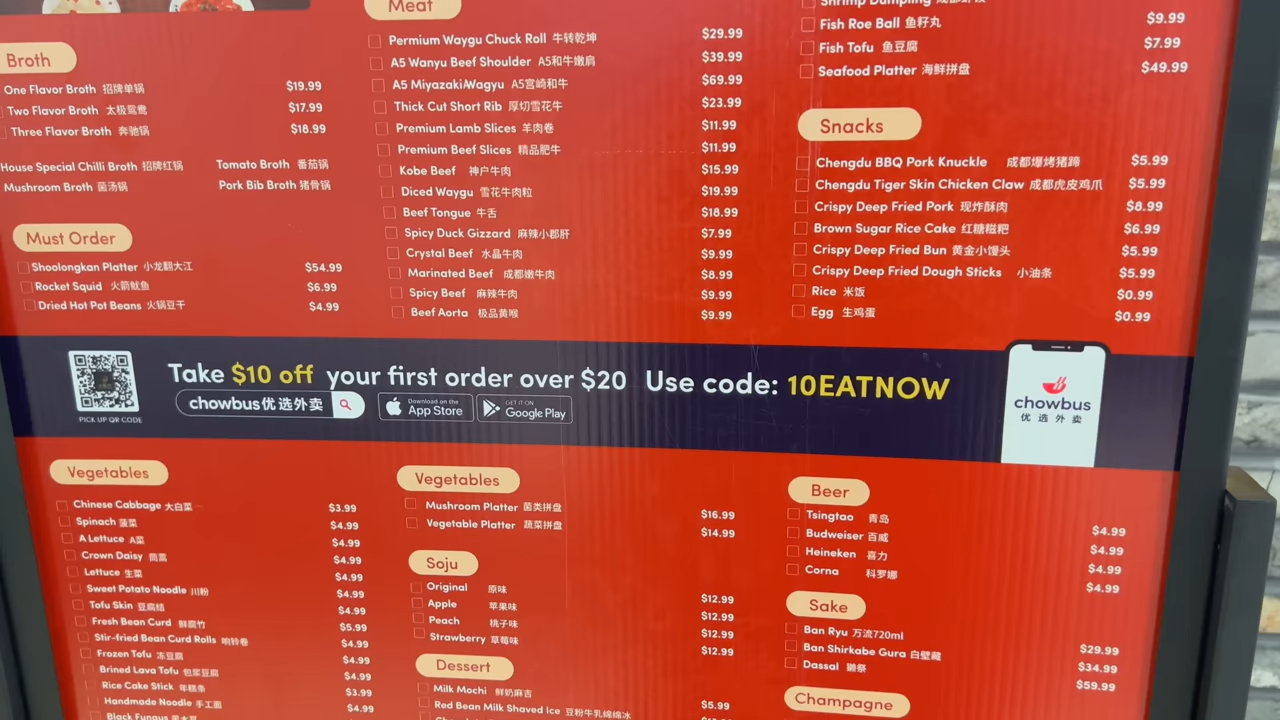 Broth
One Flavor Broth 招牌单锅 $19.99
Two Flavor Broth 太极鸳鸯 $17.99
Three Flavor Broth 奔驰锅 $18.99
House Special Chilli Broth 招牌红锅 Tomato Broth 番茄锅
Mushroom Broth 菌汤锅 Pork Bib Broth 猪骨锅
Must Order
Shoolongkan Platter 小龙翻大江 $54.99
Rocket Squid 火箭鱿鱼 $6.99
Dried Hot Pot Beans 火锅豆干 $4.99
Meat
Permium Waygu Chuck Roll 牛转乾坤 $29.99
A5 Wanyu Beef Shoulder A5和牛嫩肩 $39.99
A5 MiyazakiWagyu A5宫崎和牛 $69.99
Thick Cut Short Rib 厚切雪花牛 $23.99
Premium Lamb Slices 羊肉卷 $11.99
Premium Beef Slices 精品肥牛 $11.99
Kobe Beef 神户牛肉 $15.99
Diced Waygu 雪花牛肉粒 $19.99
Beef Tongue 牛舌 $18.99
Spicy Duck Gizzard 麻辣小郡肝 $7.99
Crystal Beef 水晶牛肉 $9.99
Marinated Beef 成都嫩牛肉 $8.99
Spicy Beef 麻辣牛肉 $9.99
Beef Aorta 极品黄喉 $9.99
Shrimp Dumpling
Fish Roe Ball 鱼籽丸 $9.99
Fish Tofu 鱼豆腐 $7.99
Seafood Platter 海鲜拼盘 $49.99
Snacks
Chengdu BBQ Pork Knuckle 成都爆烤猪蹄 $5.99
Chengdu Tiger Skin Chicken Claw 成都虎皮鸡爪 $5.99
Crispy Deep Fried Pork 现炸酥肉 $8.99
Brown Sugar Rice Cake 红糖糍粑 $6.99
Crispy Deep Fried Bun 黄金小馒头 $5.99
Crispy Deep Fried Dough Sticks 小油条 $5.99
Rice 米饭 $0.99
Egg 生鸡蛋 $0.99
PICK UP QR CODE
Take $10 off your first order over $20 Use code: 10EATNOW
chowbus优选外卖
Download on the
App Store
GET IT ON
Google Play
chowbus
优选外卖
Vegetables
Chinese Cabbage 大白菜 $3.99
Spinach 菠菜 $4.99
A Lettuce A菜 $4.99
Crown Daisy 茼蒿 $4.99
Lettuce 生菜 $4.99
Sweet Potato Noodle 川粉 $4.99
Tofu Skin 豆腐结 $4.99
Fresh Bean Curd 鲜腐竹 $5.99
Stir-fried Bean Curd Rolls 响铃卷 $4.99
Frozen Tofu 冻豆腐 $4.99
Brined Lava Tofu 包浆豆腐 $4.99
Rice Cake Stick 年糕条 $3.99
Handmade Noodle 手工面 $4.99
Black Fungus
Vegetables
Mushroom Platter 菌类拼盘 $16.99
Vegetable Platter 蔬菜拼盘 $14.99
Soju
Original 原味 $12.99
Apple 苹果味 $12.99
Peach 桃子味 $12.99
Strawberry 草莓味 $12.99
Dessert
Milk Mochi 鲜奶麻吉 $5.99
Red Bean Milk Shaved Ice 豆粉牛乳绵绵冰
Beer
Tsingtao 青岛 $4.99
Budweiser 百威 $4.99
Heineken 喜力 $4.99
Corna 科罗娜 $4.99
Sake
Ban Ryu 万流720ml $29.99
Ban Shirkabe Gura 白壁藏 $34.99
Dassal 獭祭 $59.99
Champagne